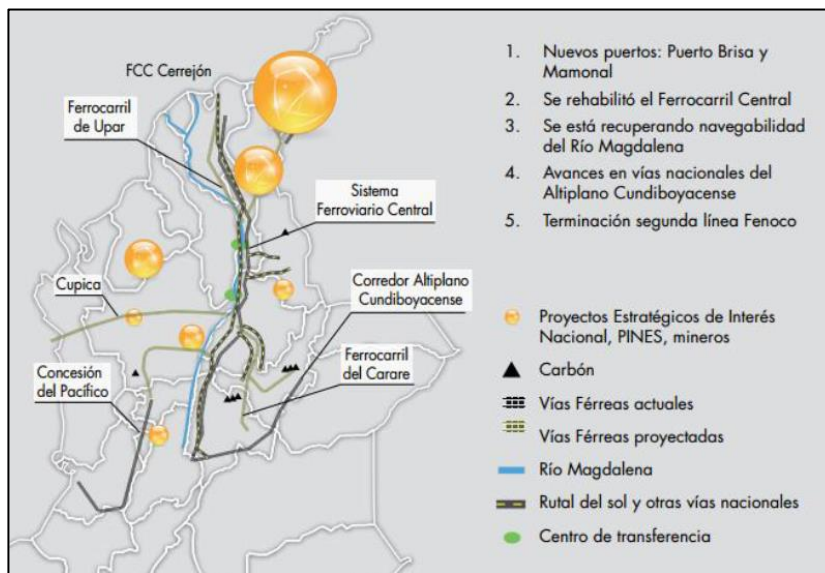 FCC Cerrejón
Ferrocarril
de Upar
Sistema
Ferroviario Central
Cupica
Corredor Altiplano
Cundiboyacense
Concesión
del Pacífico
Ferrocarril
del Carare
1. Nuevos puertos: Puerto Brisa y
Mamonal
2. Se rehabilitó el Ferrocarril Central
3. Se está recuperando navegabilidad
del Río Magdalena
4. Avances en vías nacionales del
Altiplano Cundiboyacense
5. Terminación segunda línea Fenoco
Proyectos Estratégicos de Interés
Nacional, PINES, mineros
Carbón
Vías Férreas actuales
Vías Férreas proyectadas
Río Magdalena
Rutal del sol y otras vías nacionales
Centro de transferencia